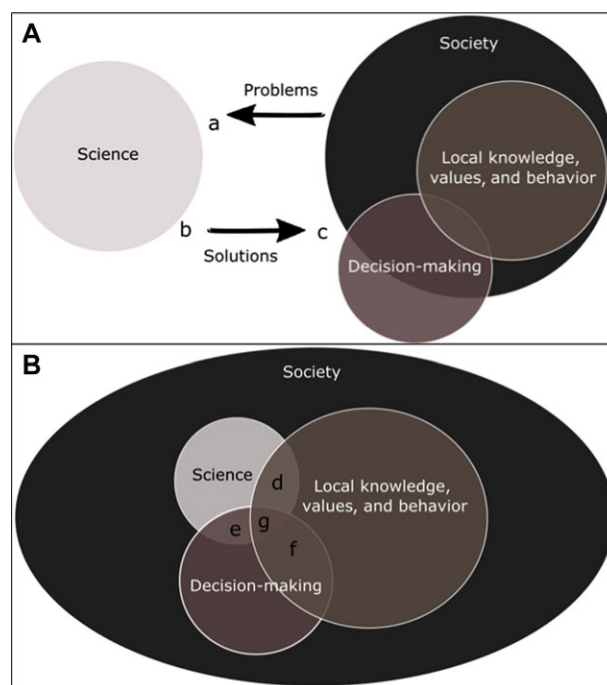 A
Society
Problems
a
Science
Local knowledge,
values, and behavior
b
c
Solutions
Decision-making
B
Society
Science
d
Local knowledge,
values, and behavior
e
g
f
Decision-making